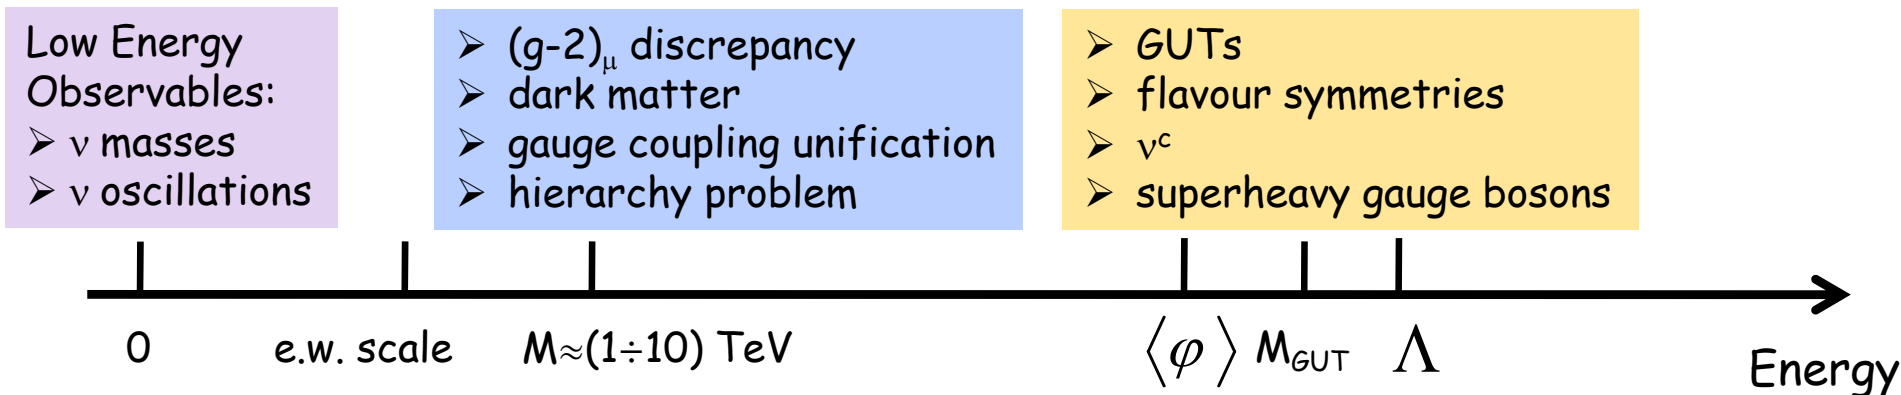 Low Energy
Observables:
➢ ν masses
➢ ν oscillations
➢ (g-2)μ discrepancy
➢ dark matter
➢ gauge coupling unification
➢ hierarchy problem
➢ GUTs
➢ flavour symmetries
➢ νᶜ
➢ superheavy gauge bosons
0 e.w. scale M≈(1÷10) TeV ⟨φ⟩ M_GUT Λ
Energy